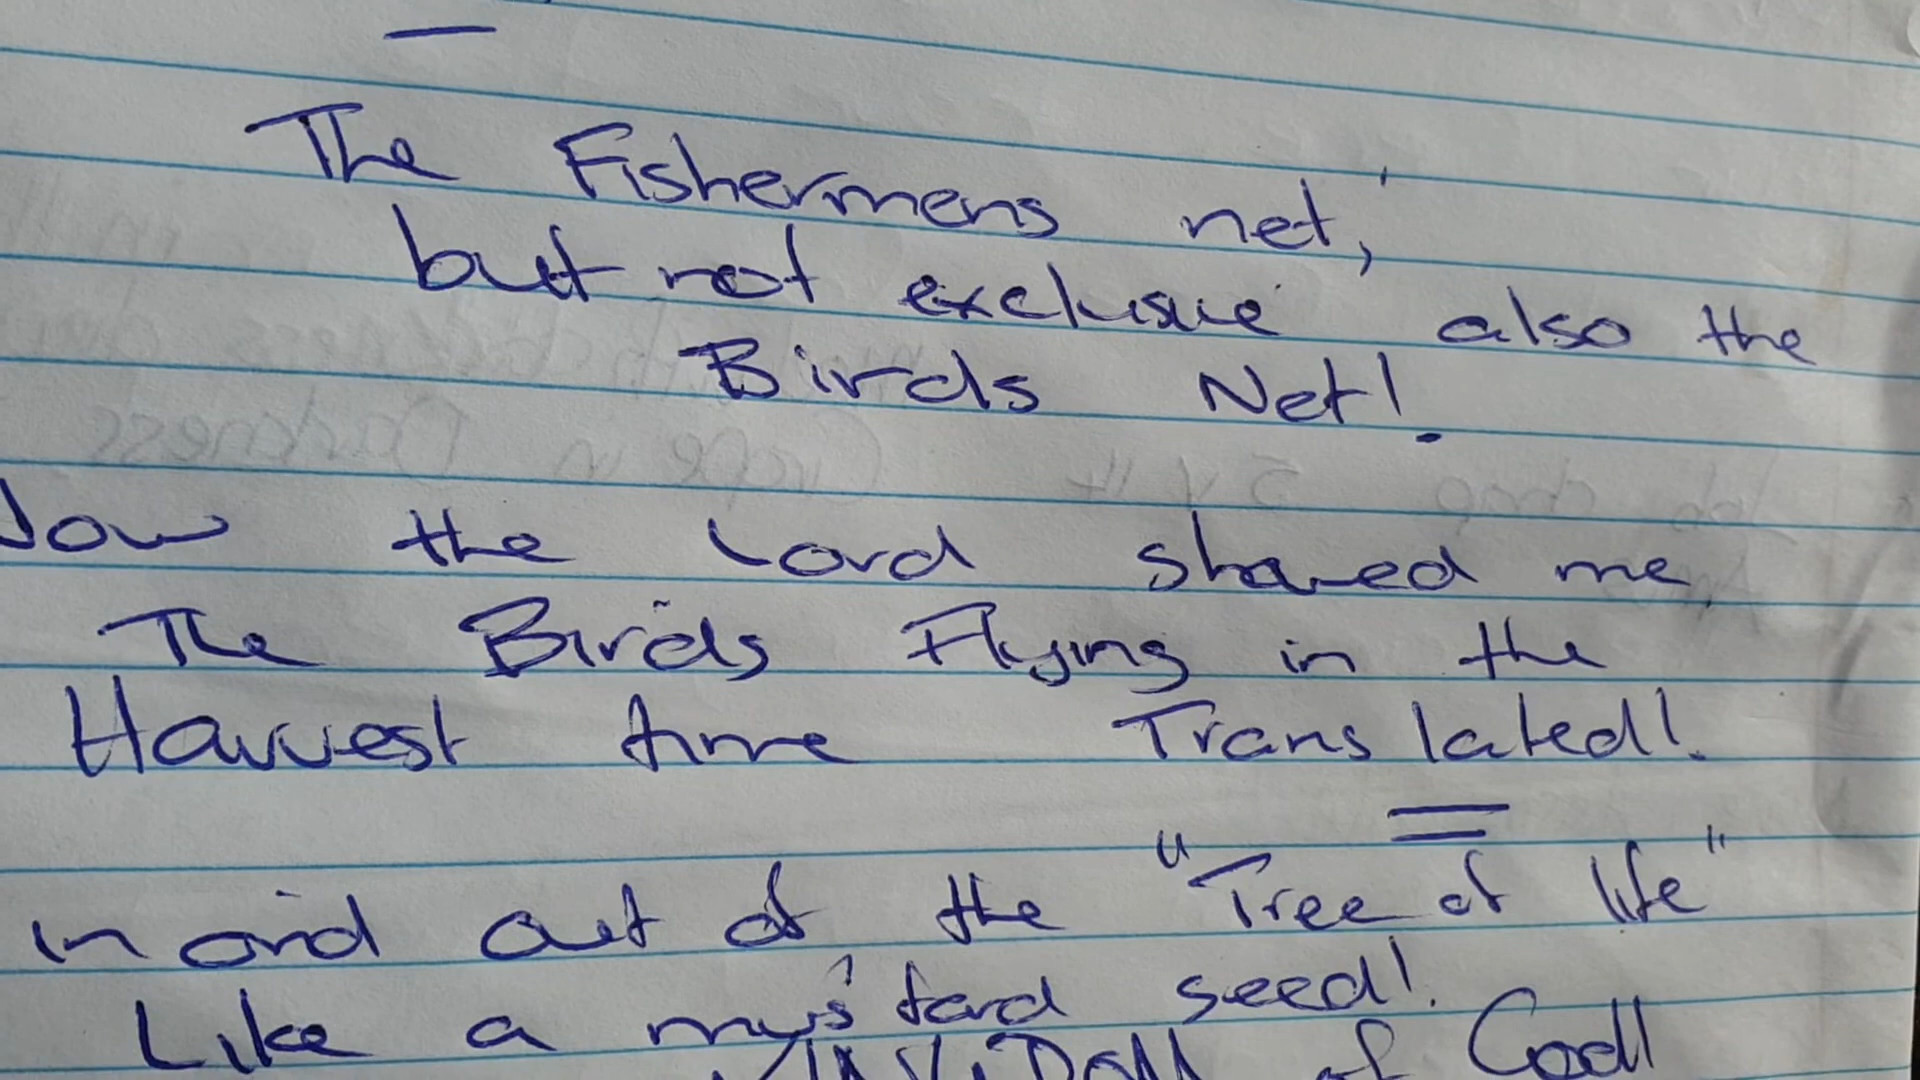 The Fishermens net,
but not exclusive also the
Birds Net!
Now the Lord shared me
The Birds Flying in the
Harvest time Translated!
in and out of the "Tree of life"
Like a mustard seed!
of God!